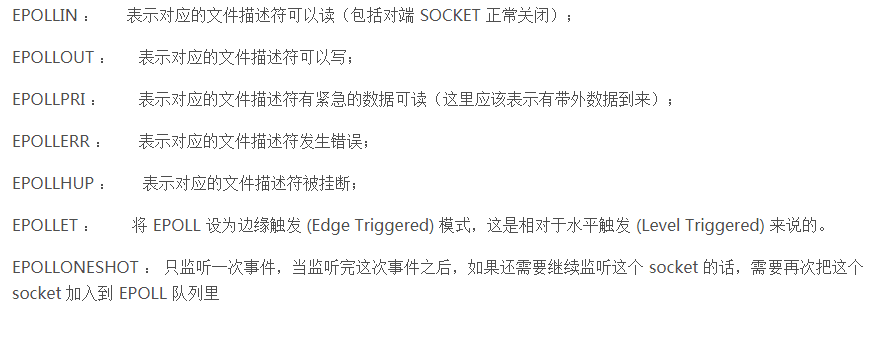 EPOLLIN ： 表示对应的文件描述符可以读（包括对端 SOCKET 正常关闭）；
EPOLLOUT ： 表示对应的文件描述符可以写；
EPOLLPRI ： 表示对应的文件描述符有紧急的数据可读（这里应该表示有带外数据到来）；
EPOLLERR ： 表示对应的文件描述符发生错误；
EPOLLHUP ： 表示对应的文件描述符被挂断；
EPOLLET ： 将 EPOLL 设为边缘触发 (Edge Triggered) 模式，这是相对于水平触发 (Level Triggered) 来说的。
EPOLLONESHOT ： 只监听一次事件，当监听完这次事件之后，如果还需要继续监听这个 socket 的话，需要再次把这个
socket 加入到 EPOLL 队列里